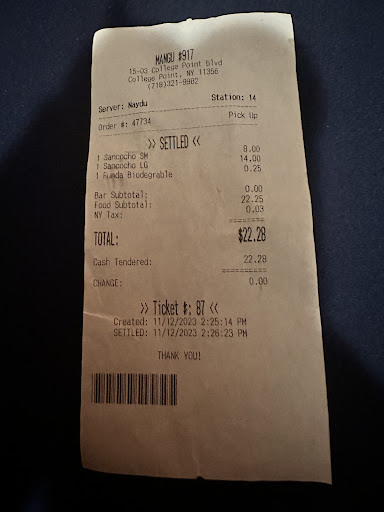 MANGU #917
15-03 College Point blvd
College Point, NY 11356
(718)321-9902
Server: Naydu Station: 14
Order #: 47734 Pick Up
>> SETTLED <<
1 Sancocho SM 8.00
1 Sancocho LG 14.00
1 Funda Biodegrable 0.25
Bar Subtotal: 0.00
Food Subtotal: 22.25
NY Tax: 0.03
========
TOTAL: $22.28
Cash Tendered: 22.28
==========
CHANGE: 0.00
>> Ticket #: 87 <<
Created: 11/12/2023 2:25:14 PM
SETTLED: 11/12/2023 2:26:23 PM
THANK YOU!